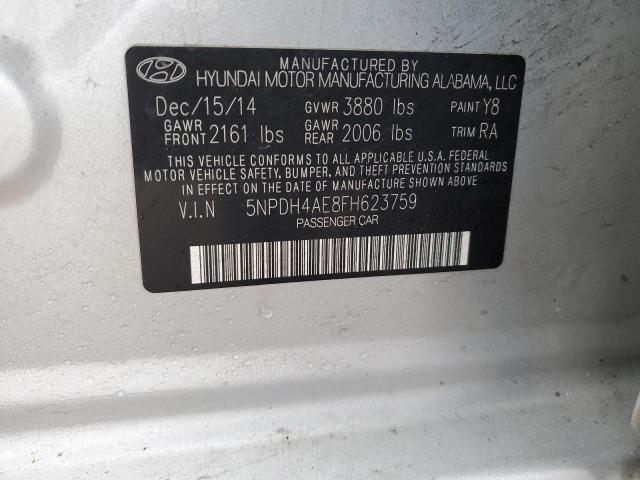 MANUFACTURED BY
HYUNDAI MOTOR MANUFACTURING ALABAMA, LLC
Dec/15/14 GVWR 3880 lbs PAINT Y8
GAWR FRONT 2161 lbs GAWR REAR 2006 lbs TRIM RA
THIS VEHICLE CONFORMS TO ALL APPLICABLE U.S.A. FEDERAL
MOTOR VEHICLE SAFETY, BUMPER, AND THEFT STANDARDS
IN EFFECT ON THE DATE OF MANUFACTURE SHOWN ABOVE.
V.I.N 5NPDH4AE8FH623759
PASSENGER CAR